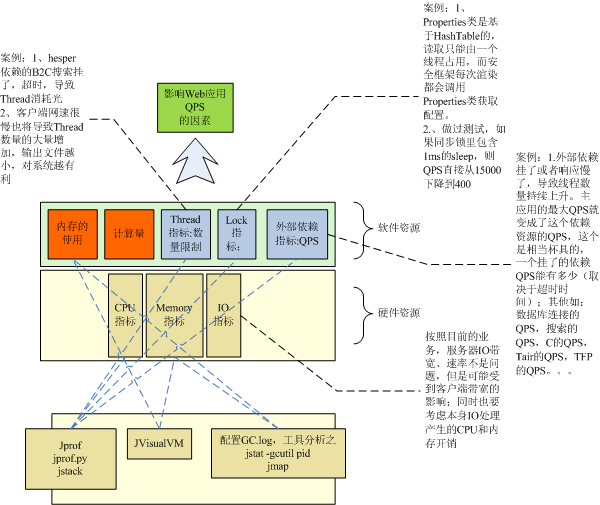 案例：1、hesper
依赖的B2C搜索挂
了，超时，导致
Thread消耗光
2、客户端网速很
慢也将导致Thread
数量的大量增
加，输出文件越
小，对系统越有
利
影响Web应用
QPS
的因素
案例：1、
Properties类是基
于HashTable的，
读取只能由一个
线程占用，而安
全框架每次渲染
都会调用
Properties类获取
配置。
2.、做过测试，如
果同步锁里包含
1ms的sleep，则
QPS直接从15000
下降到400
案例：1.外部依赖
挂了或者响应慢
了，导致线程数
量持续上升。主
应用的最大QPS就
变成了这个依赖
资源的QPS，这个
是相当杯具的，
一个挂了的依赖
QPS能有多少（取
决于超时时
间）；其他如：
数据库连接的
QPS，搜索的
QPS，C的QPS，
Tair的QPS，TFP
的QPS。。。
内存的
使用
计算量
Thread
指标:数
量限制
Lock
指
标:
外部依赖
指标:QPS
软件资源
CPU
指标
Memory
指标
IO
指标
硬件资源
按照目前的业
务，服务器IO带
宽、速率不是问
题，但是可能受
到客户端带宽的
影响；同时也要
考虑本身IO处理
产生的CPU和内
存开销
Jprof
jprof.py
jstack
JVisualVM
配置GC.log，工具分析之
jstat -gcutil pid
jmap